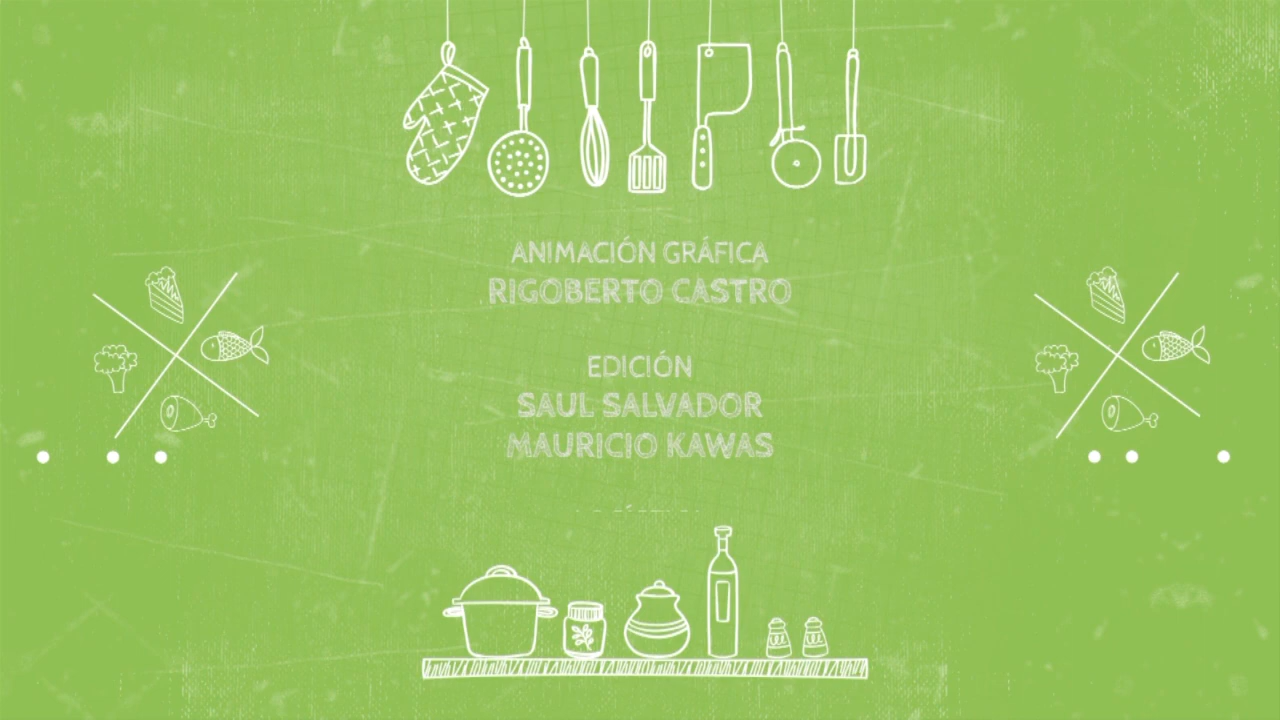 ANIMACIÓN GRÁFICA
RIGOBERTO CASTRO
EDICIÓN
SAUL SALVADOR
MAURICIO KAWAS